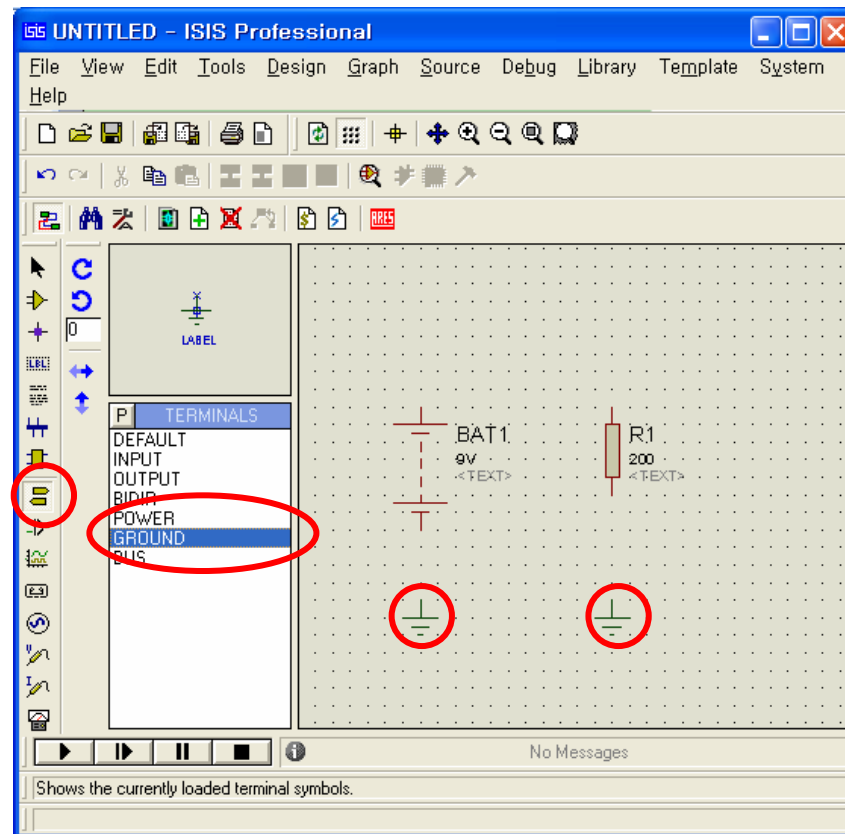 isis UNTITLED - ISIS Professional
File View Edit Tools Design Graph Source Debug Library Template System
Help
ARES
0
LBL
LABEL
P TERMINALS
DEFAULT
INPUT
OUTPUT
BIDIR
POWER
GROUND
BUS
BAT1
9V
<TEXT>
R1
200
<TEXT>
V
I
No Messages
Shows the currently loaded terminal symbols.